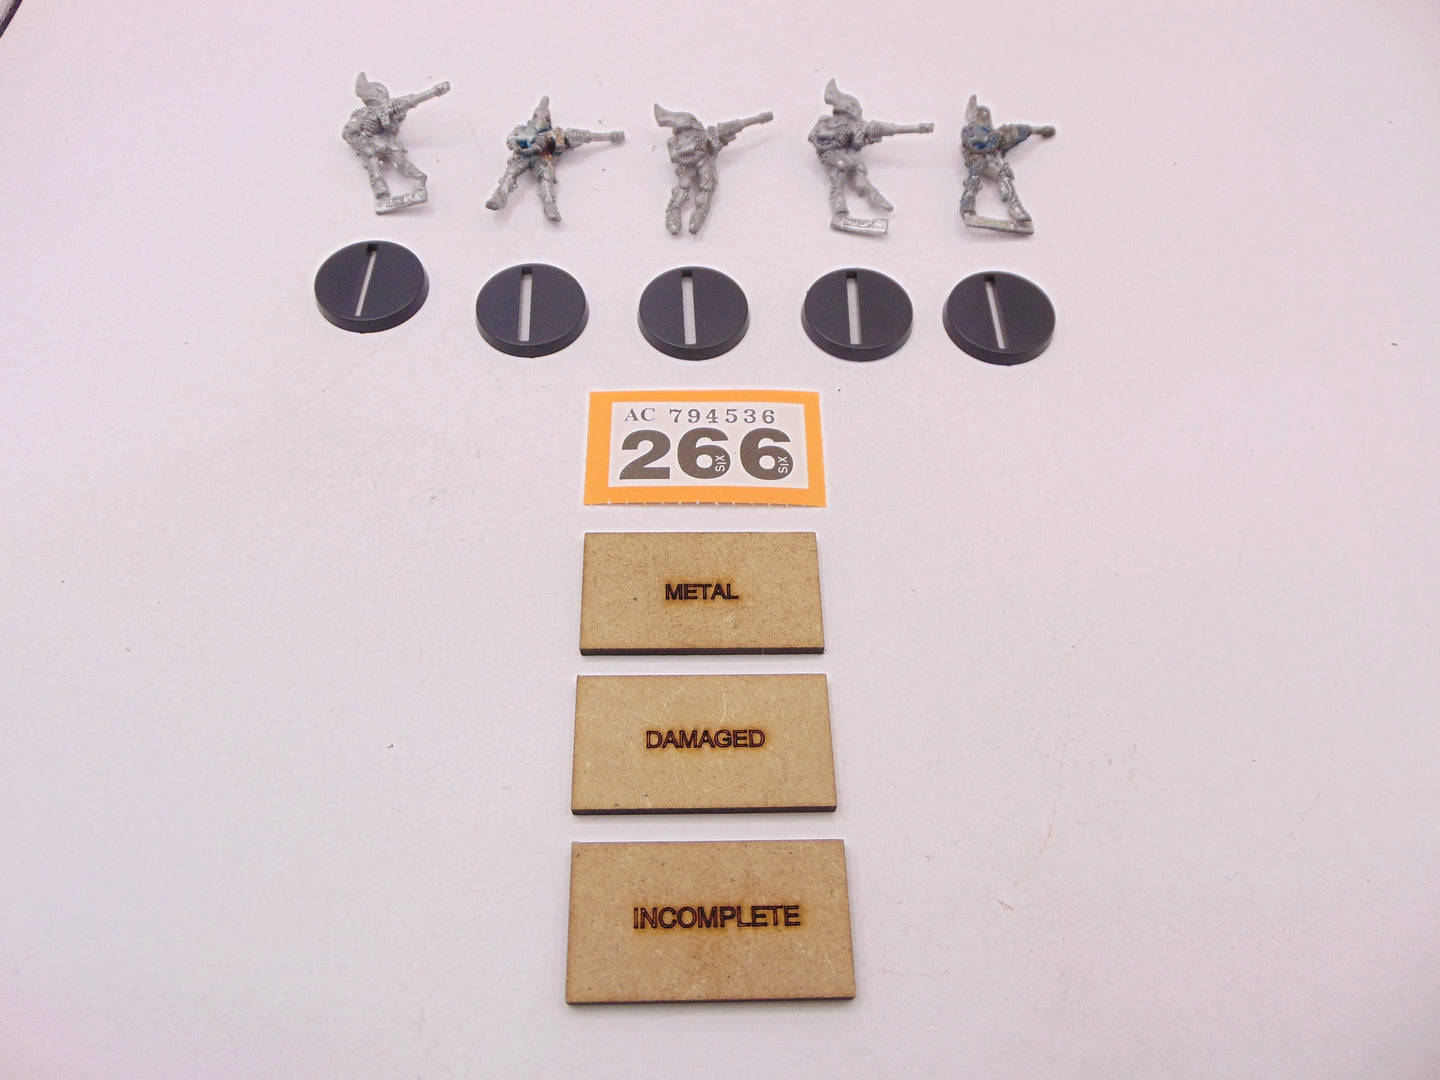 AC 794536
266
SIX SIX
METAL
DAMAGED
INCOMPLETE